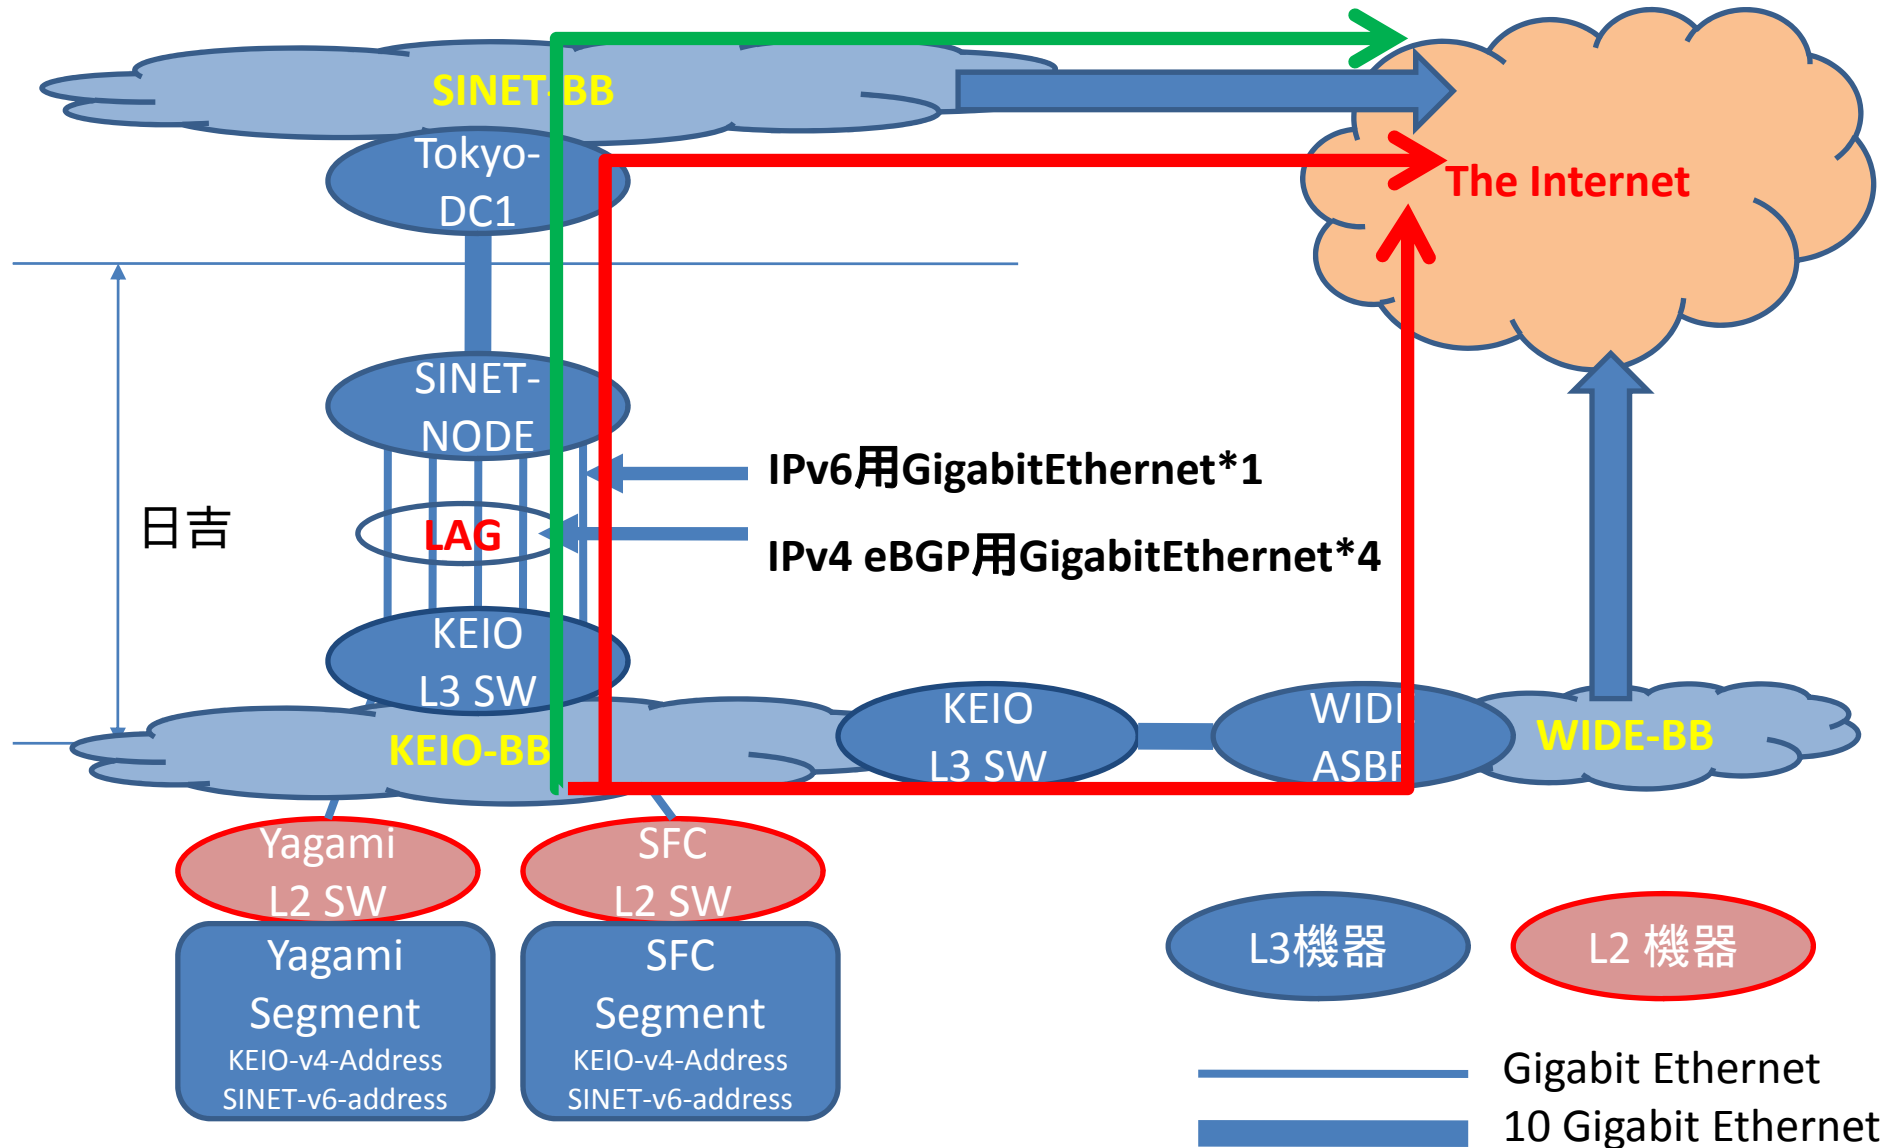 SINET-BB
Tokyo-
DC1
The Internet
SINET-
NODE
IPv6用GigabitEthernet*1
日吉
LAG
IPv4 eBGP用GigabitEthernet*4
KEIO
L3 SW
KEIO-BB
KEIO
L3 SW
WIDE
ASBR
WIDE-BB
Yagami
L2 SW
SFC
L2 SW
Yagami
Segment
KEIO-v4-Address
SINET-v6-address
SFC
Segment
KEIO-v4-Address
SINET-v6-address
L3機器
L2 機器
Gigabit Ethernet
10 Gigabit Ethernet